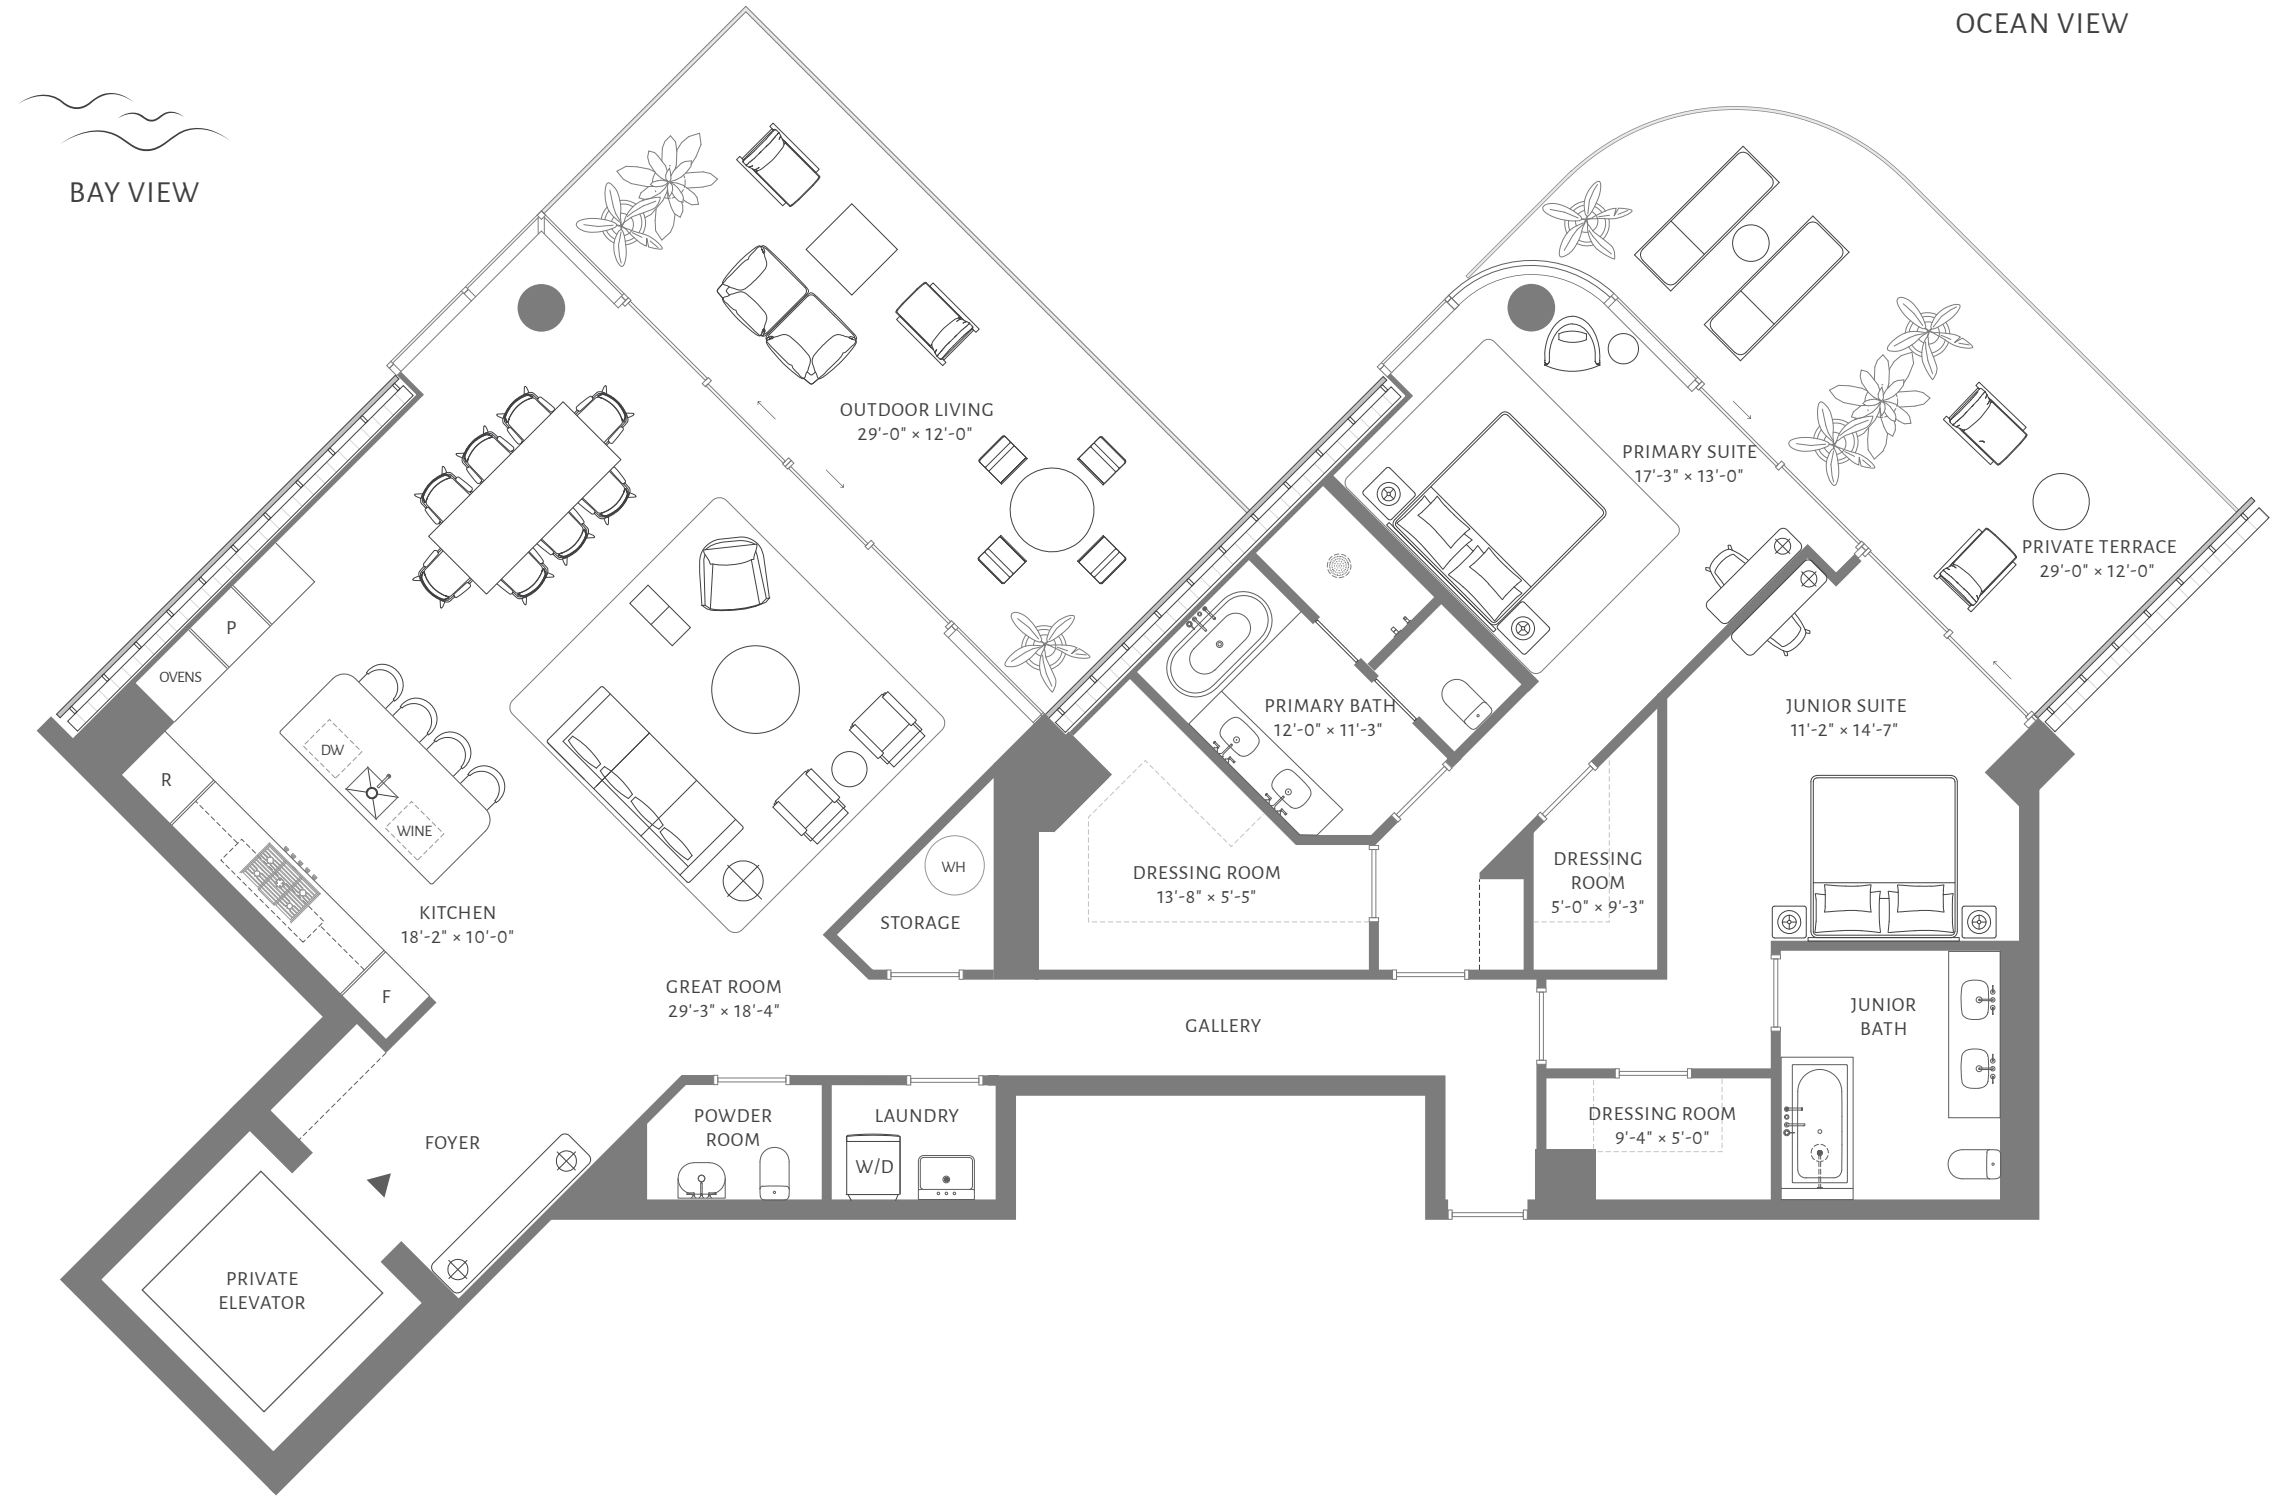 OCEAN VIEW
BAY VIEW
OUTDOOR LIVING
29'-0" × 12'-0"
PRIMARY SUITE
17'-3" × 13'-0"
PRIVATE TERRACE
29'-0" × 12'-0"
P
OVENS
PRIMARY BATH
12'-0" × 11'-3"
JUNIOR SUITE
11'-2" × 14'-7"
DW
R
WINE
WH
DRESSING ROOM
13'-8" × 5'-5"
DRESSING
ROOM
5'-0" × 9'-3"
KITCHEN
18'-2" × 10'-0"
STORAGE
F
GREAT ROOM
29'-3" × 18'-4"
GALLERY
JUNIOR
BATH
FOYER
POWDER
ROOM
LAUNDRY
W/D
DRESSING ROOM
9'-4" × 5'-0"
PRIVATE
ELEVATOR